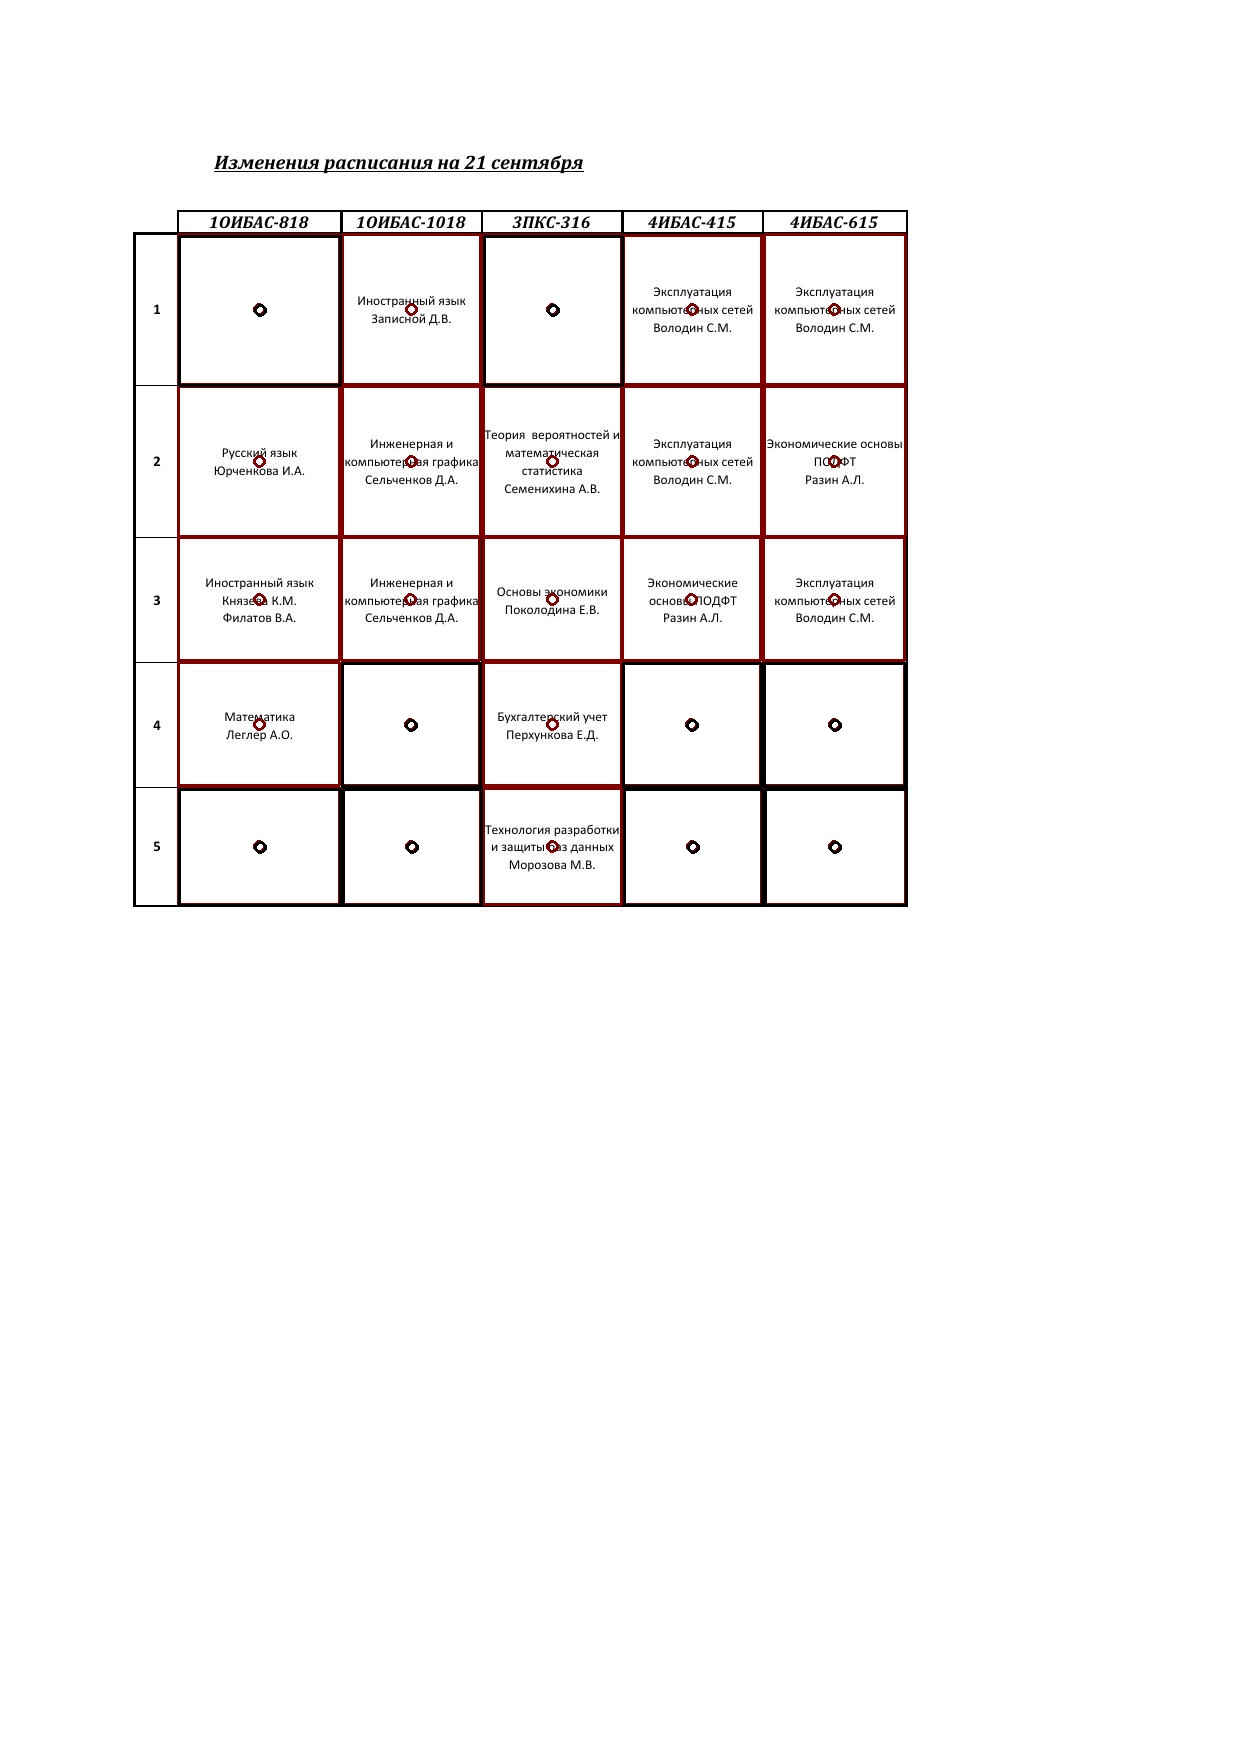 Изменения расписания на 21 сентября
1ОИБАС-818 1ОИБАС-1018 3ПКС-316 4ИБАС-415 4ИБАС-615
1
Иностранный язык
Записной Д.В.
Эксплуатация
компьютерных сетей
Володин С.М.
Эксплуатация
компьютерных сетей
Володин С.М.
2
Русский язык
Юрченкова И.А.
Инженерная и
компьютерная графика
Сельченков Д.А.
Теория  вероятностей и
математическая
статистика
Семенихина А.В.
Эксплуатация
компьютерных сетей
Володин С.М.
Экономические основы
ПОДФТ
Разин А.Л.
3
Иностранный язык
Князева К.М.
Филатов В.А.
Инженерная и
компьютерная графика
Сельченков Д.А.
Основы экономики
Поколодина Е.В.
Экономические
основы ПОДФТ
Разин А.Л.
Эксплуатация
компьютерных сетей
Володин С.М.
4
Математика
Леглер А.О.
Бухгалтерский учет
Перхункова Е.Д.
5
Технология разработки
и защиты баз данных
Морозова М.В.